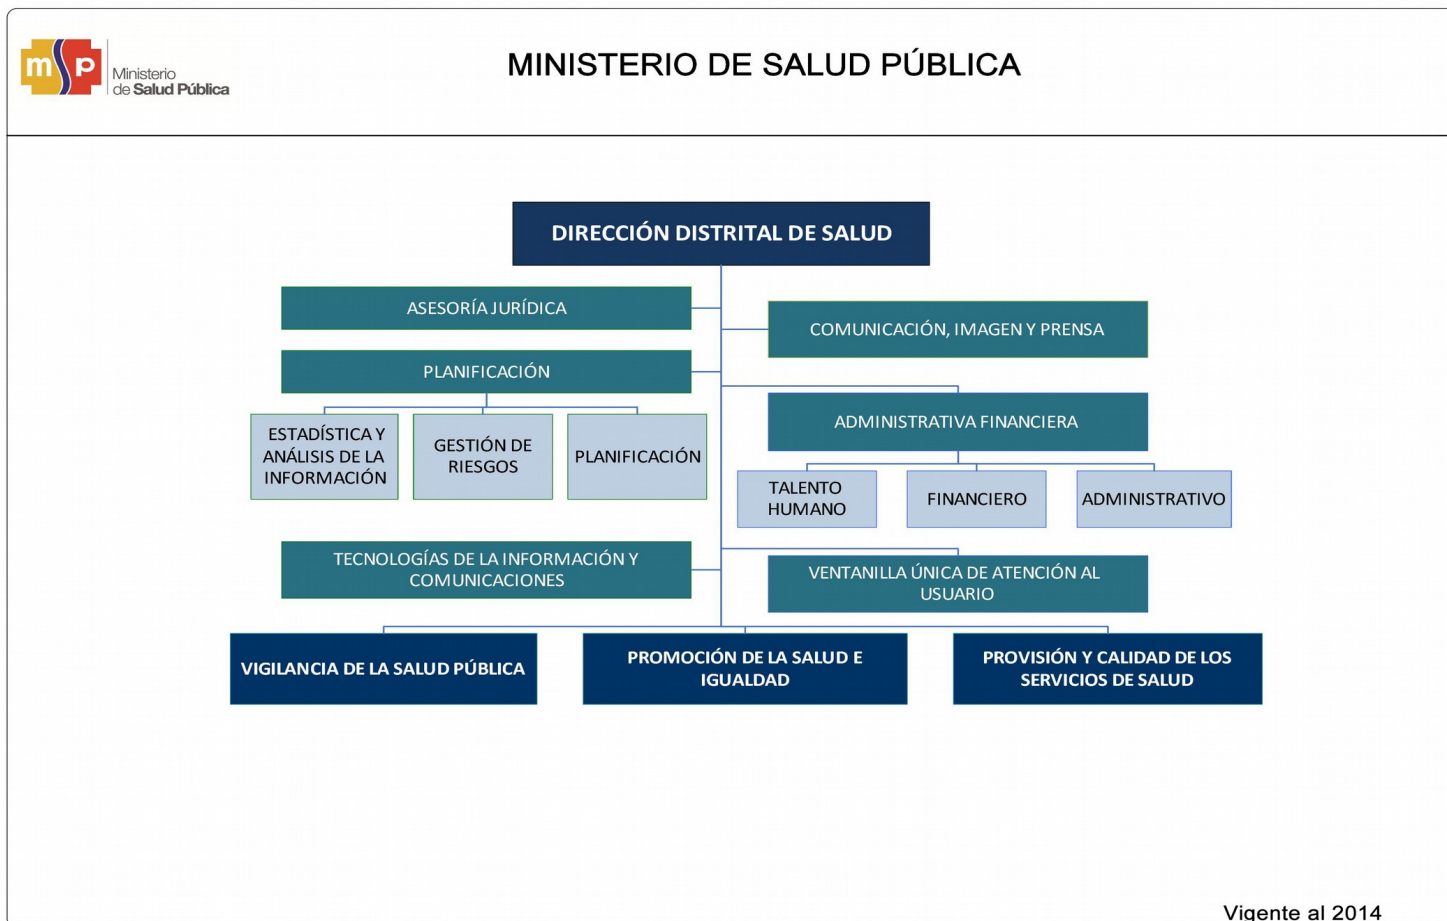 msp
Ministerio
de Salud Pública
MINISTERIO DE SALUD PÚBLICA
DIRECCIÓN DISTRITAL DE SALUD
ASESORÍA JURÍDICA
COMUNICACIÓN, IMAGEN Y PRENSA
PLANIFICACIÓN
ESTADÍSTICA Y
ANÁLISIS DE LA
INFORMACIÓN
GESTIÓN DE
RIESGOS
PLANIFICACIÓN
ADMINISTRATIVA FINANCIERA
TALENTO
HUMANO
FINANCIERO
ADMINISTRATIVO
TECNOLOGÍAS DE LA INFORMACIÓN Y
COMUNICACIONES
VENTANILLA ÚNICA DE ATENCIÓN AL
USUARIO
VIGILANCIA DE LA SALUD PÚBLICA
PROMOCIÓN DE LA SALUD E
IGUALDAD
PROVISIÓN Y CALIDAD DE LOS
SERVICIOS DE SALUD
Vigente al 2014